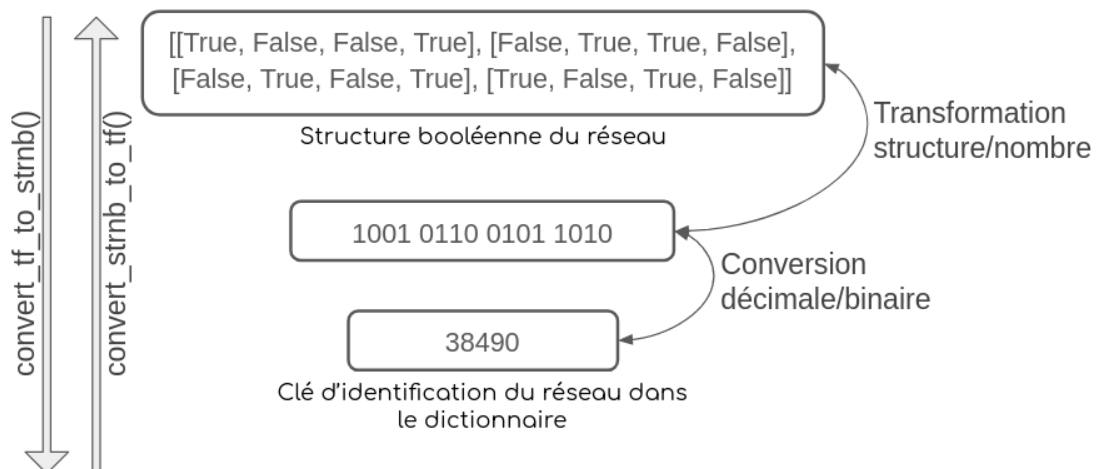 convert_tf_to_strnb()
convert_strnb_to_tf()
[[True, False, False, True], [False, True, True, False],
[False, True, False, True], [True, False, True, False]]
Structure booléenne du réseau
Transformation
structure/nombre
1001 0110 0101 1010
Conversion
décimale/binaire
38490
Clé d'identification du réseau dans
le dictionnaire